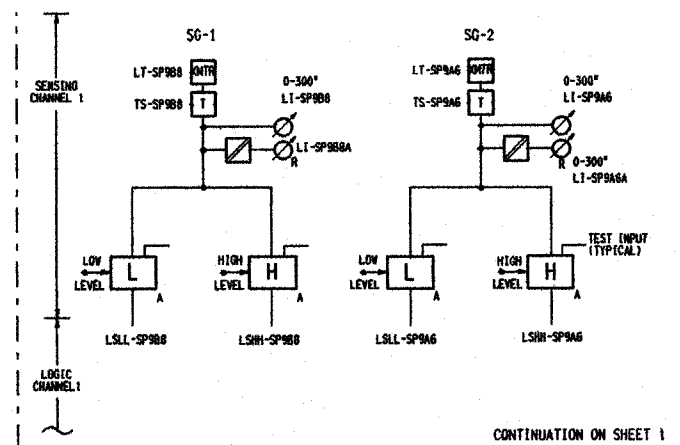 SG-1
SG-2
LT-SP9B8 XMTR
0-300"
LT-SP9A6 XMTR
0-300"
SENSING
CHANNEL 1
TS-SP9B8 T
LI-SP9B8
TS-SP9A6 T
LI-SP9A6
LI-SP9B8A
R
R 0-300"
LI-SP9A6A
LOW
LEVEL
L
A
HIGH
LEVEL
H
A
LOW
LEVEL
L
A
HIGH
LEVEL
H
A
TEST INPUT
(TYPICAL)
LSLL-SP9B8
LSHH-SP9B8
LSLL-SP9A6
LSHH-SP9A6
LOGIC
CHANNEL 1
CONTINUATION ON SHEET 1